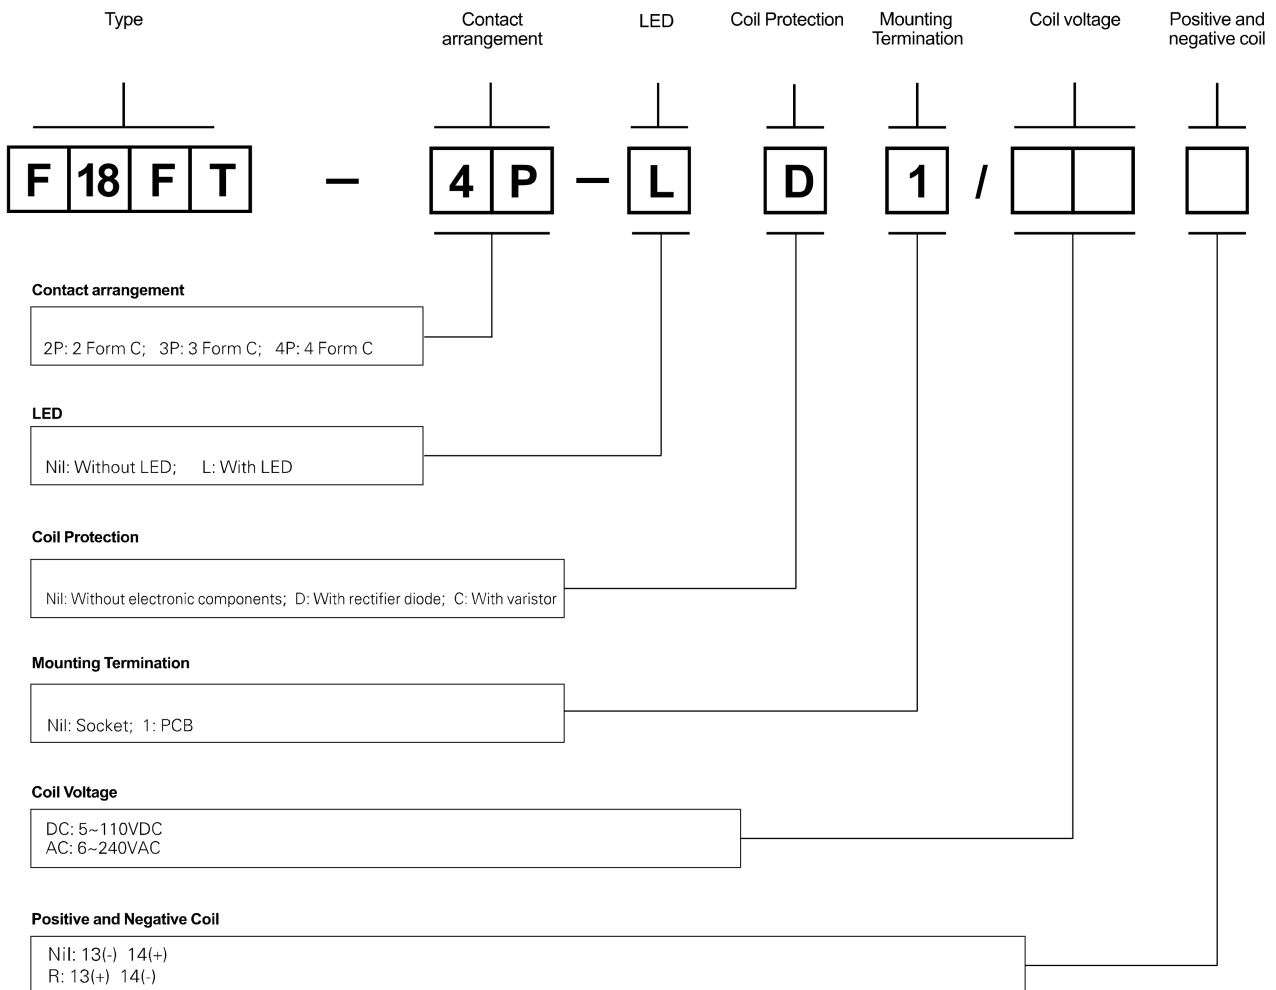 Type
Contact
arrangement
LED
Coil Protection
Mounting
Termination
Coil voltage
Positive and
negative coil
F 18 F T – 4 P – L D 1 /
Contact arrangement
2P: 2 Form C; 3P: 3 Form C; 4P: 4 Form C
LED
Nil: Without LED; L: With LED
Coil Protection
Nil: Without electronic components; D: With rectifier diode; C: With varistor
Mounting Termination
Nil: Socket; 1: PCB
Coil Voltage
DC: 5~110VDC
AC: 6~240VAC
Positive and Negative Coil
Nil: 13(-) 14(+)
R: 13(+) 14(-)